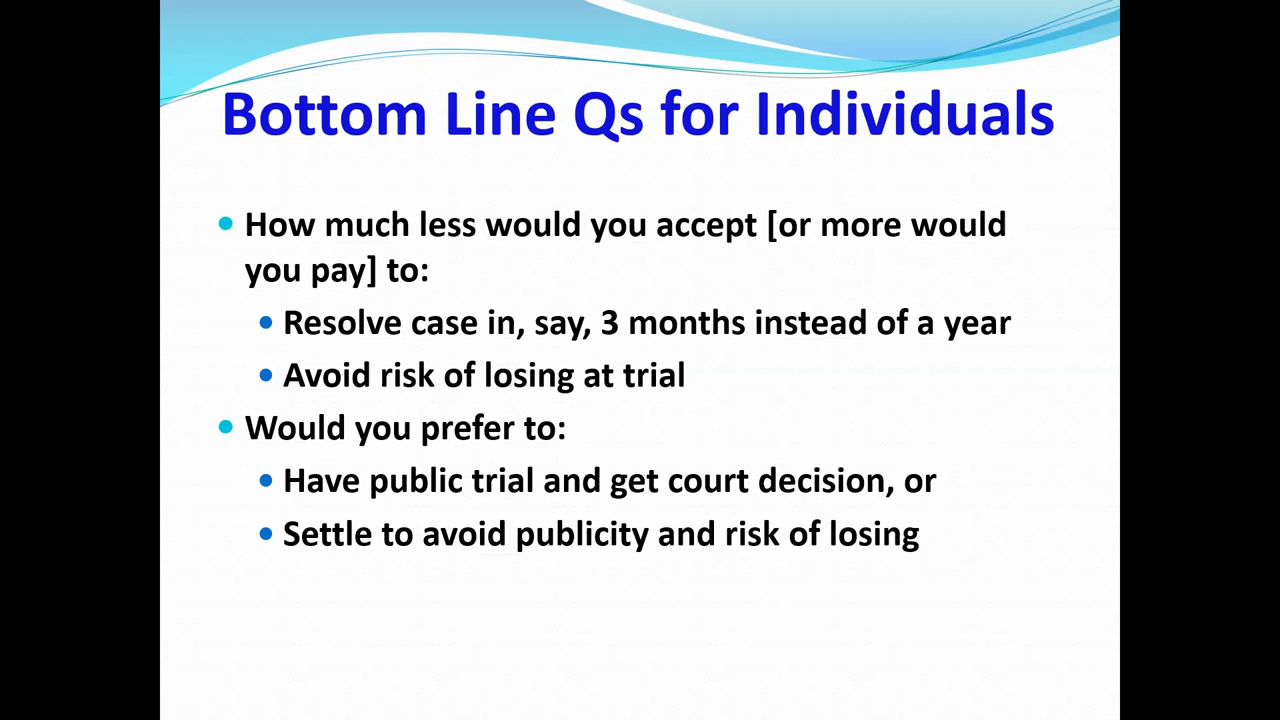 Bottom Line Qs for Individuals
How much less would you accept [or more would
you pay] to:
Resolve case in, say, 3 months instead of a year
Avoid risk of losing at trial
Would you prefer to:
Have public trial and get court decision, or
Settle to avoid publicity and risk of losing